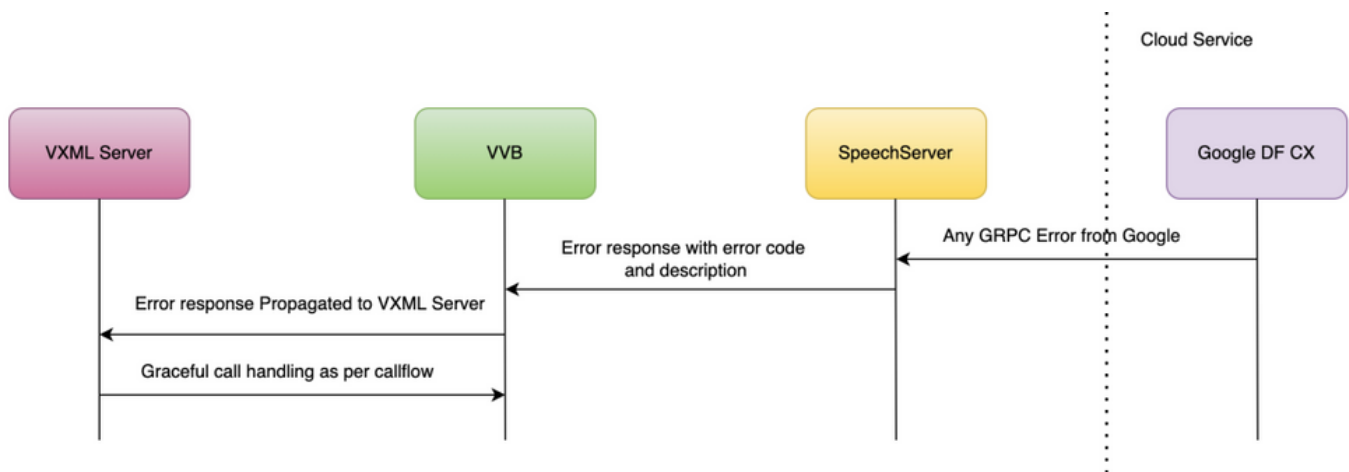 Cloud Service
VXML Server
VVB
SpeechServer
Google DF CX
Any GRPC Error from Google
Error response with error code
and description
Error response Propagated to VXML Server
Graceful call handling as per callflow